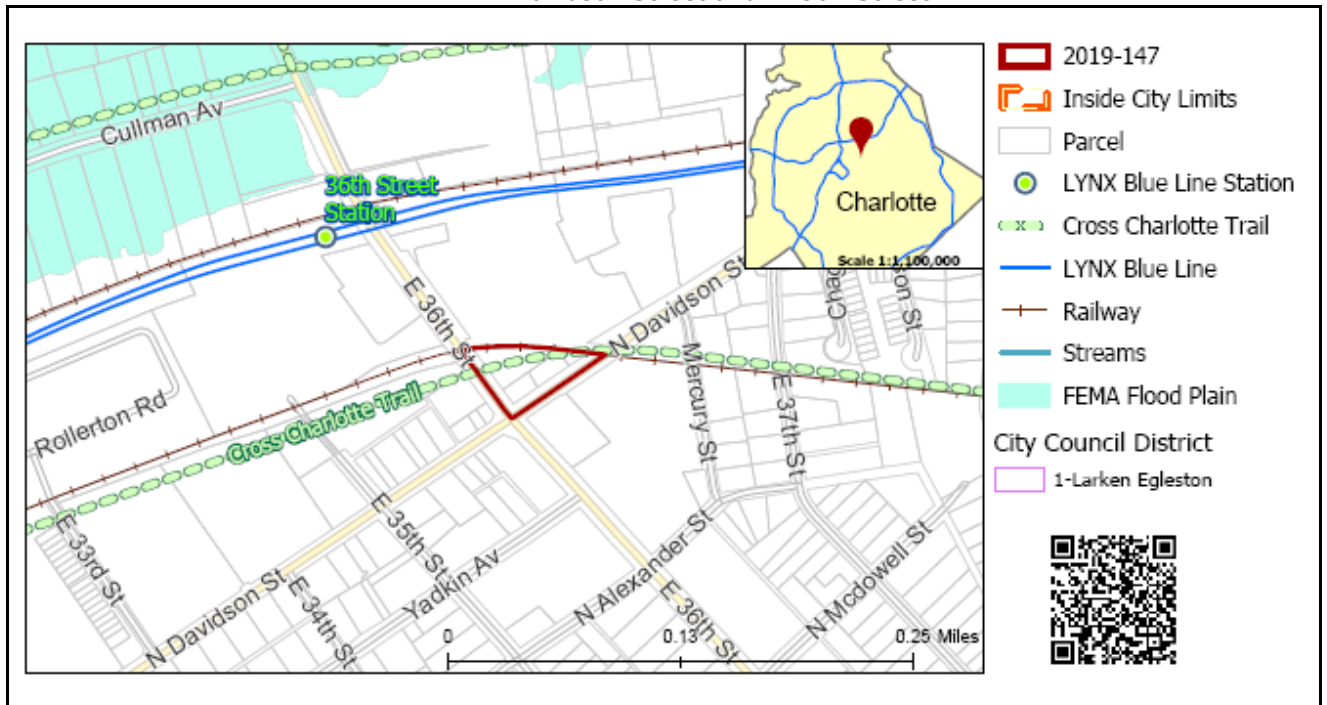 Cullman Av
36th Street
Station
E 36th St
N Davidson St
Mercury St
E 37th St
Rollerton Rd
Cross Charlotte Trail
E 33rd St
E 35th St
Yadkin Av
N Davidson St
E 34th St
N Alexander St
E 36th St
N Mcdowell St
0 0.13 0.25 Miles
Charlotte
Scale 1:1,100,000
2019-147
Inside City Limits
Parcel
LYNX Blue Line Station
Cross Charlotte Trail
LYNX Blue Line
Railway
Streams
FEMA Flood Plain
City Council District
1-Larken Egleston